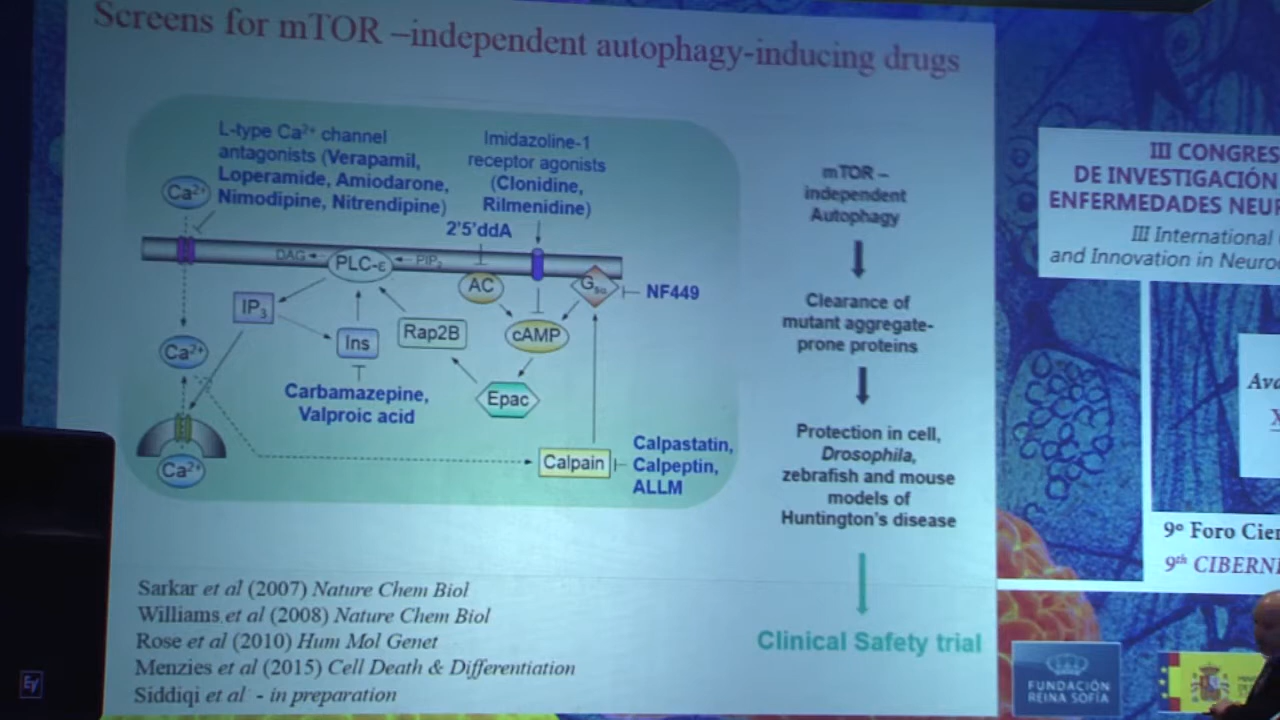 Screens for mTOR –independent autophagy-inducing drugs
L-type Ca²⁺ channel
antagonists (Verapamil,
Loperamide, Amiodarone,
Nimodipine, Nitrendipine)
Imidazoline-1
receptor agonists
(Clonidine,
Rilmenidine)
Ca²⁺
2'5'ddA
DAG
PLC-ε
PIP₂
AC
Gsα
NF449
IP₃
Ins
Rap2B
cAMP
Ca²⁺
Carbamazepine,
Valproic acid
Epac
Ca²⁺
Calpain
Calpastatin,
Calpeptin,
ALLM
mTOR –
independent
Autophagy
Clearance of
mutant aggregate-
prone proteins
Protection in cell,
Drosophila,
zebrafish and mouse
models of
Huntington's disease
Clinical Safety trial
Sarkar et al (2007) Nature Chem Biol
Williams et al (2008) Nature Chem Biol
Rose et al (2010) Hum Mol Genet
Menzies et al (2015) Cell Death & Differentiation
Siddiqi et al - in preparation
III CONGRES
DE INVESTIGACIÓN
ENFERMEDADES NEUR
III International
and Innovation in Neuro
Ava
X
9º Foro Cien
9th CIBERNE
FUNDACIÓN
REINA SOFÍA
EV